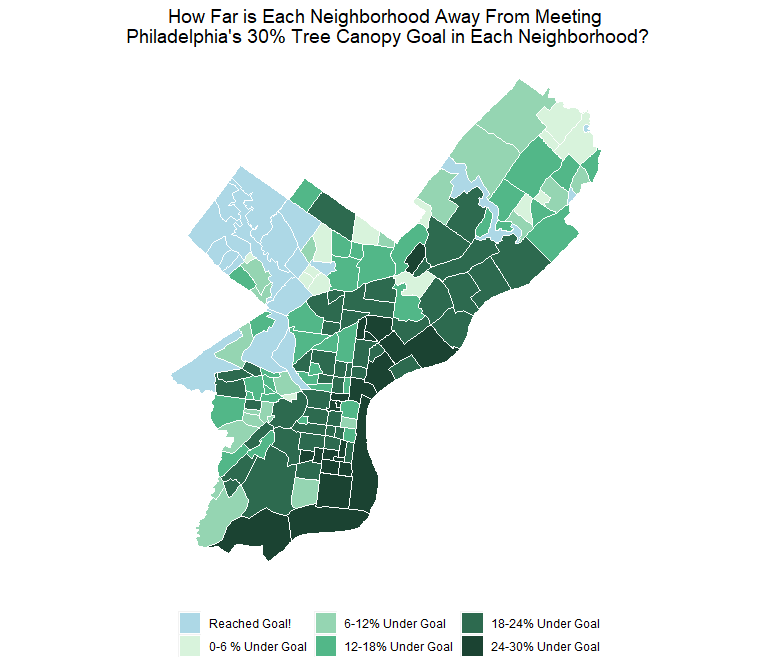 How Far is Each Neighborhood Away From Meeting
Philadelphia's 30% Tree Canopy Goal in Each Neighborhood?
Reached Goal!
0-6 % Under Goal
6-12% Under Goal
12-18% Under Goal
18-24% Under Goal
24-30% Under Goal